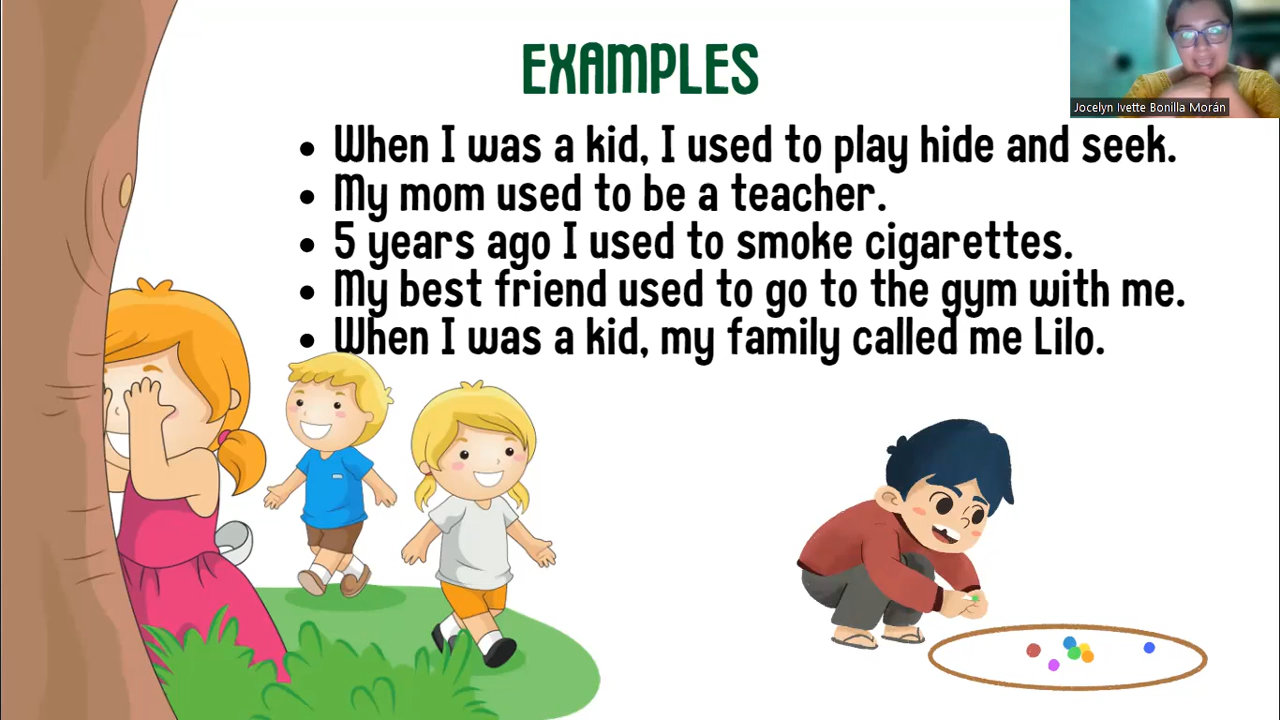 EXAMPLES
Jocelyn Ivette Bonilla Morán
• When I was a kid, I used to play hide and seek.
• My mom used to be a teacher.
• 5 years ago I used to smoke cigarettes.
• My best friend used to go to the gym with me.
• When I was a kid, my family called me Lilo.